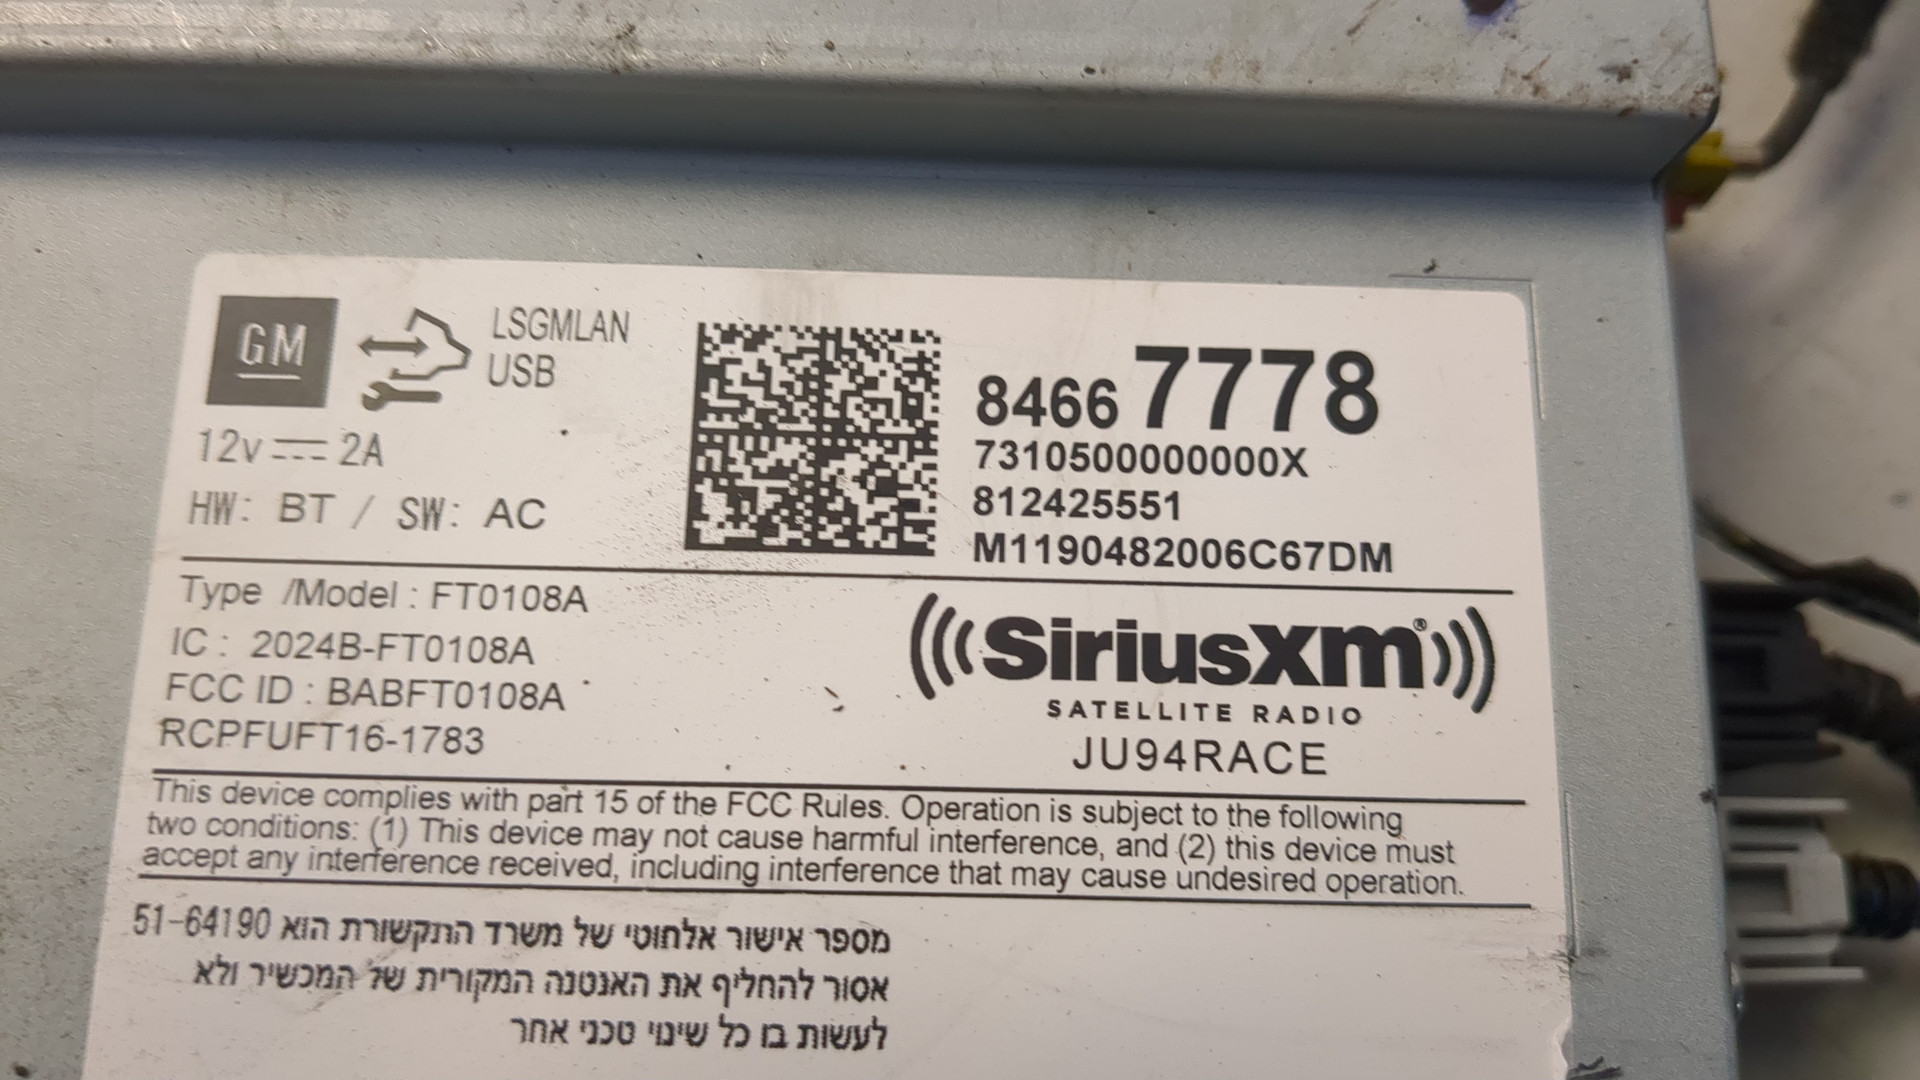 GM
LSGMLAN
USB
12v 2A
HW: BT / SW: AC
84667778
7310500000000X
812425551
M1190482006C67DM
Type /Model : FT0108A
IC : 2024B-FT0108A
FCC ID : BABFT0108A
RCPFUFT16-1783
SiriusXm®
SATELLITE RADIO
JU94RACE
This device complies with part 15 of the FCC Rules. Operation is subject to the following
two conditions: (1) This device may not cause harmful interference, and (2) this device must
accept any interference received, including interference that may cause undesired operation.
מספר אישור אלחוטי של משרד התקשורת הוא 51-64190
אסור להחליף את האנטנה המקורית של המכשיר ולא
לעשות בו כל שינוי טכני אחר